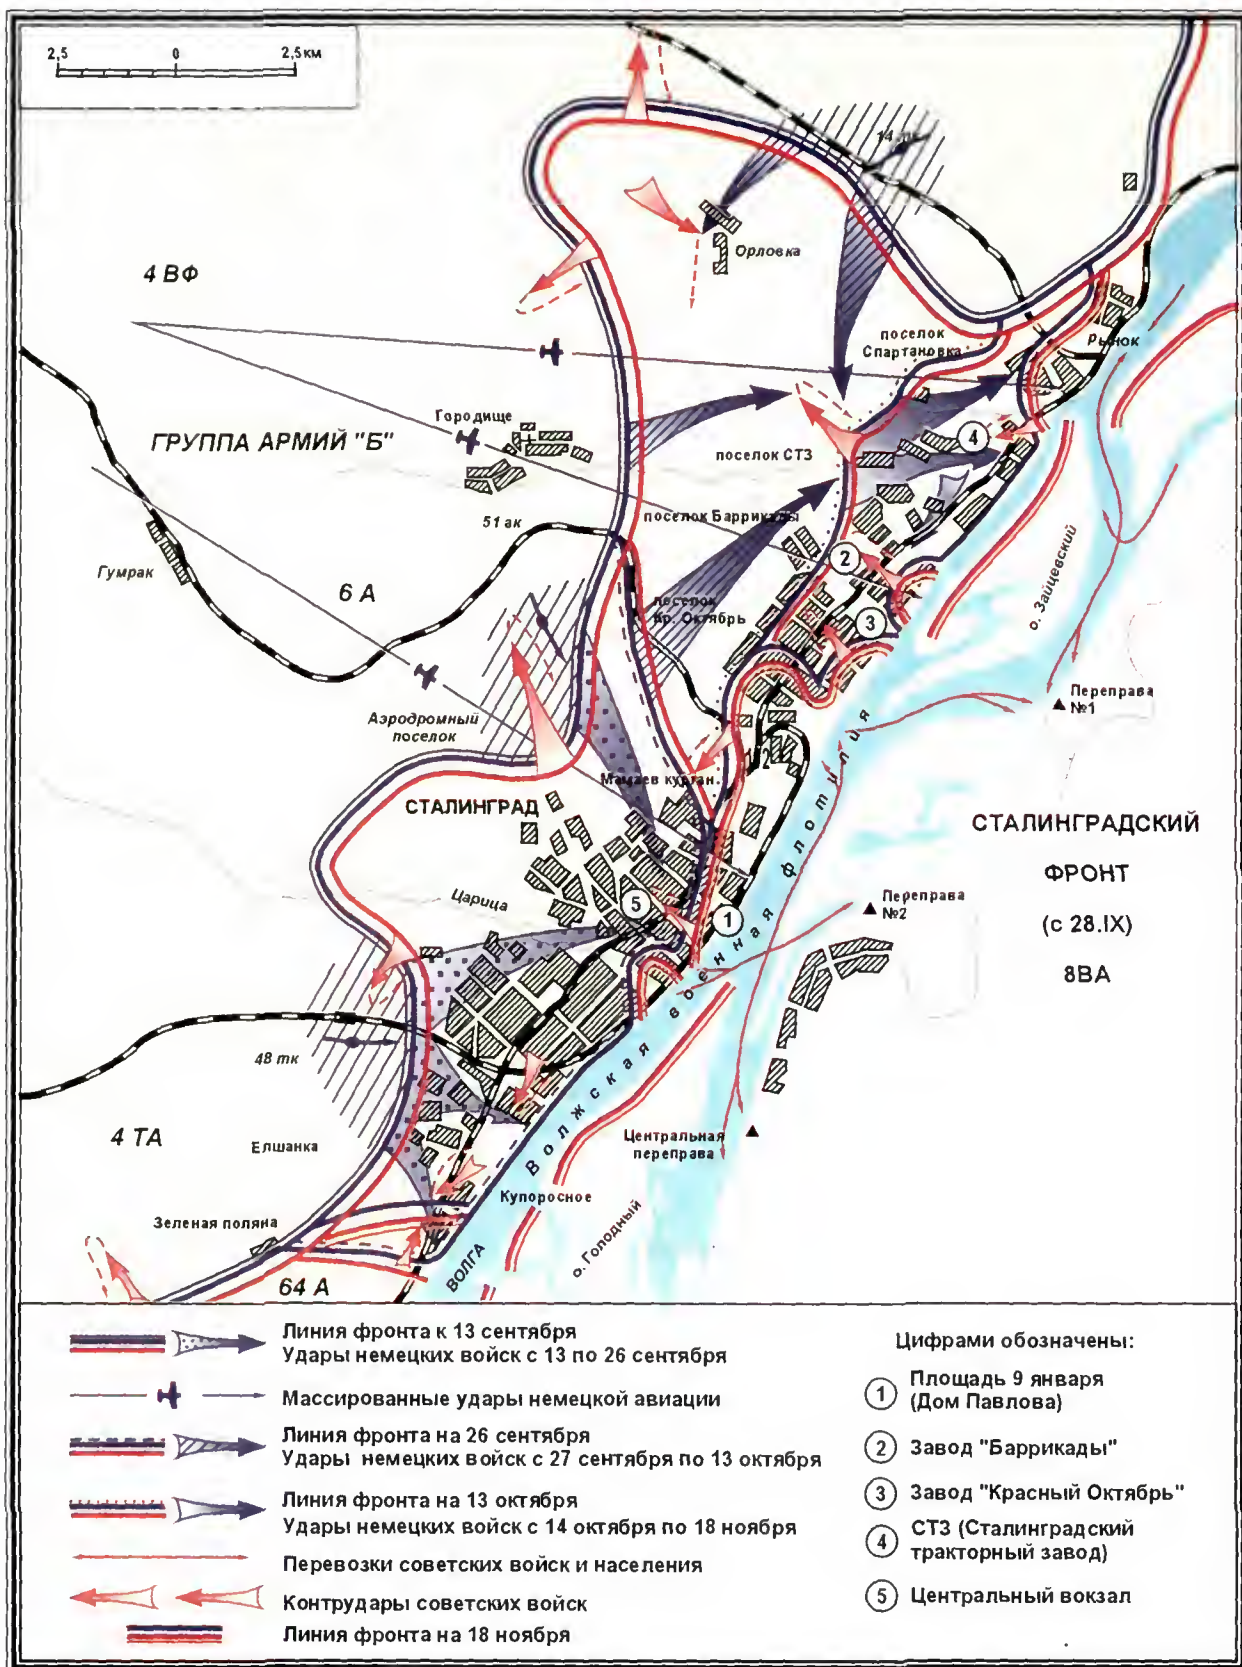 2,5 0 2,5 км
14 тк
Орловка
4 ВФ
поселок
Спартановка
Рынок
Городище
ГРУППА АРМИЙ "Б"
4
поселок СТЗ
51 ак
поселок Баррикады
Гумрак
6 А
2
поселок
Кр. Октябрь
3
о. Зайцевский
Переправа
№1
Аэродромный
поселок
Мамаев курган
СТАЛИНГРАД
СТАЛИНГРАДСКИЙ
ФРОНТ
(с 28.IX)
8ВА
Царица
5
1
Переправа
№2
Волжская военная флотилия
48 тк
4 ТА
Елшанка
Центральная
переправа
Купоросное
Зеленая поляна
о. Голодный
ВОЛГА
64 А
Линия фронта к 13 сентября
Удары немецких войск с 13 по 26 сентября
Массированные удары немецкой авиации
Линия фронта на 26 сентября
Удары немецких войск с 27 сентября по 13 октября
Линия фронта на 13 октября
Удары немецких войск с 14 октября по 18 ноября
Перевозки советских войск и населения
Контрудары советских войск
Линия фронта на 18 ноября
Цифрами обозначены:
1 Площадь 9 января
(Дом Павлова)
2 Завод "Баррикады"
3 Завод "Красный Октябрь"
4 СТЗ (Сталинградский
тракторный завод)
5 Центральный вокзал